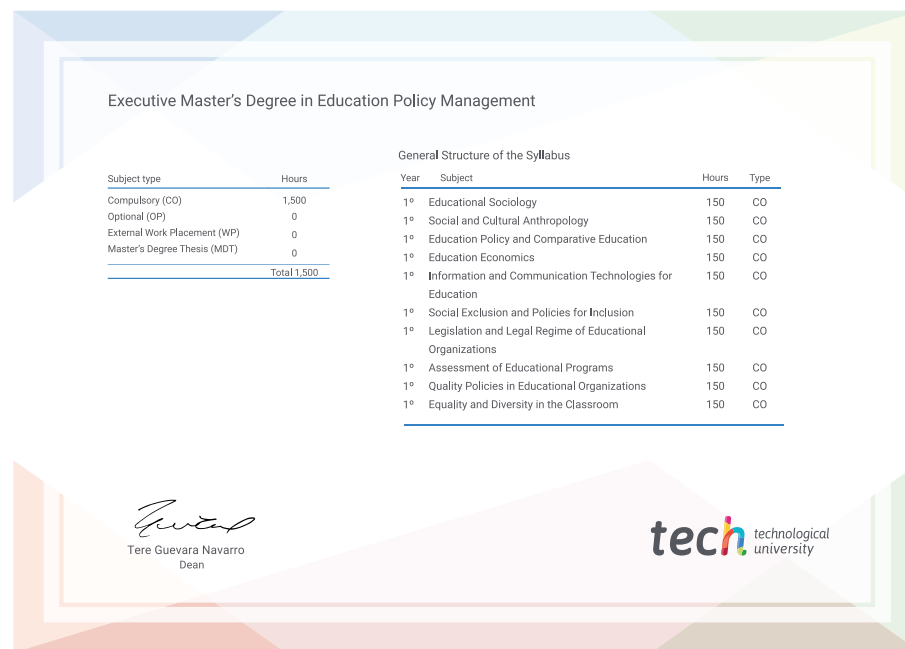 Executive Master's Degree in Education Policy Management
Subject type Hours
Compulsory (CO) 1,500
Optional (OP) 0
External Work Placement (WP) 0
Master's Degree Thesis (MDT) 0
Total 1,500
General Structure of the Syllabus
Year Subject Hours Type
1º Educational Sociology 150 CO
1º Social and Cultural Anthropology 150 CO
1º Education Policy and Comparative Education 150 CO
1º Education Economics 150 CO
1º Information and Communication Technologies for 150 CO
Education
1º Social Exclusion and Policies for Inclusion 150 CO
1º Legislation and Legal Regime of Educational 150 CO
Organizations
1º Assessment of Educational Programs 150 CO
1º Quality Policies in Educational Organizations 150 CO
1º Equality and Diversity in the Classroom 150 CO
Tere Guevara Navarro
Dean
tech technological
university